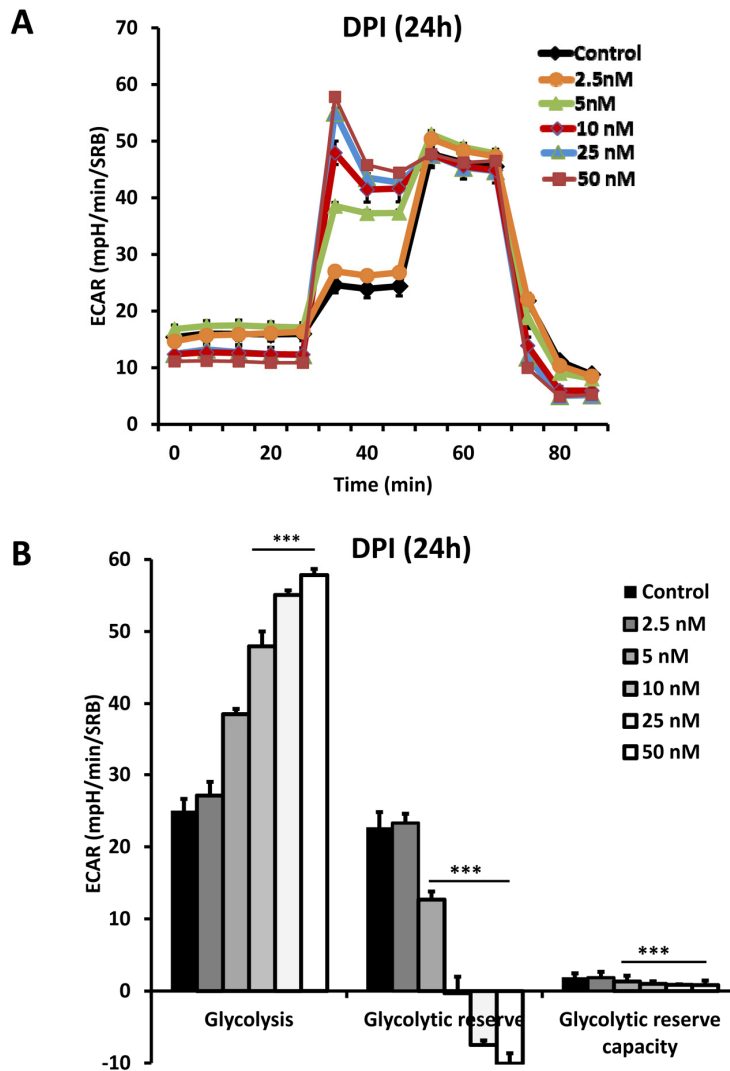 A
DPI (24h)
70
60
50
40
30
20
10
0
ECAR (mpH/min/SRB)
0 20 40 60 80
Time (min)
Control
2.5nM
5nM
10 nM
25 nM
50 nM
B
DPI (24h)
60
50
40
30
20
10
0
-10
ECAR (mpH/min/SRB)
***
***
***
Control
2.5 nM
5 nM
10 nM
25 nM
50 nM
Glycolysis
Glycolytic reserve
Glycolytic reserve
capacity